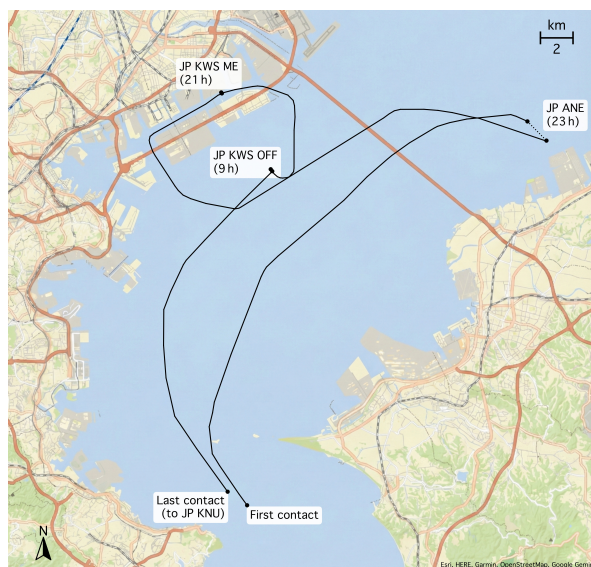 km
2
JP KWS ME
(21 h)
JP ANE
(23 h)
JP KWS OFF
(9 h)
Last contact
(to JP KNU)
First contact
N
Esri, HERE, Garmin, OpenStreetMap, Google Gemi